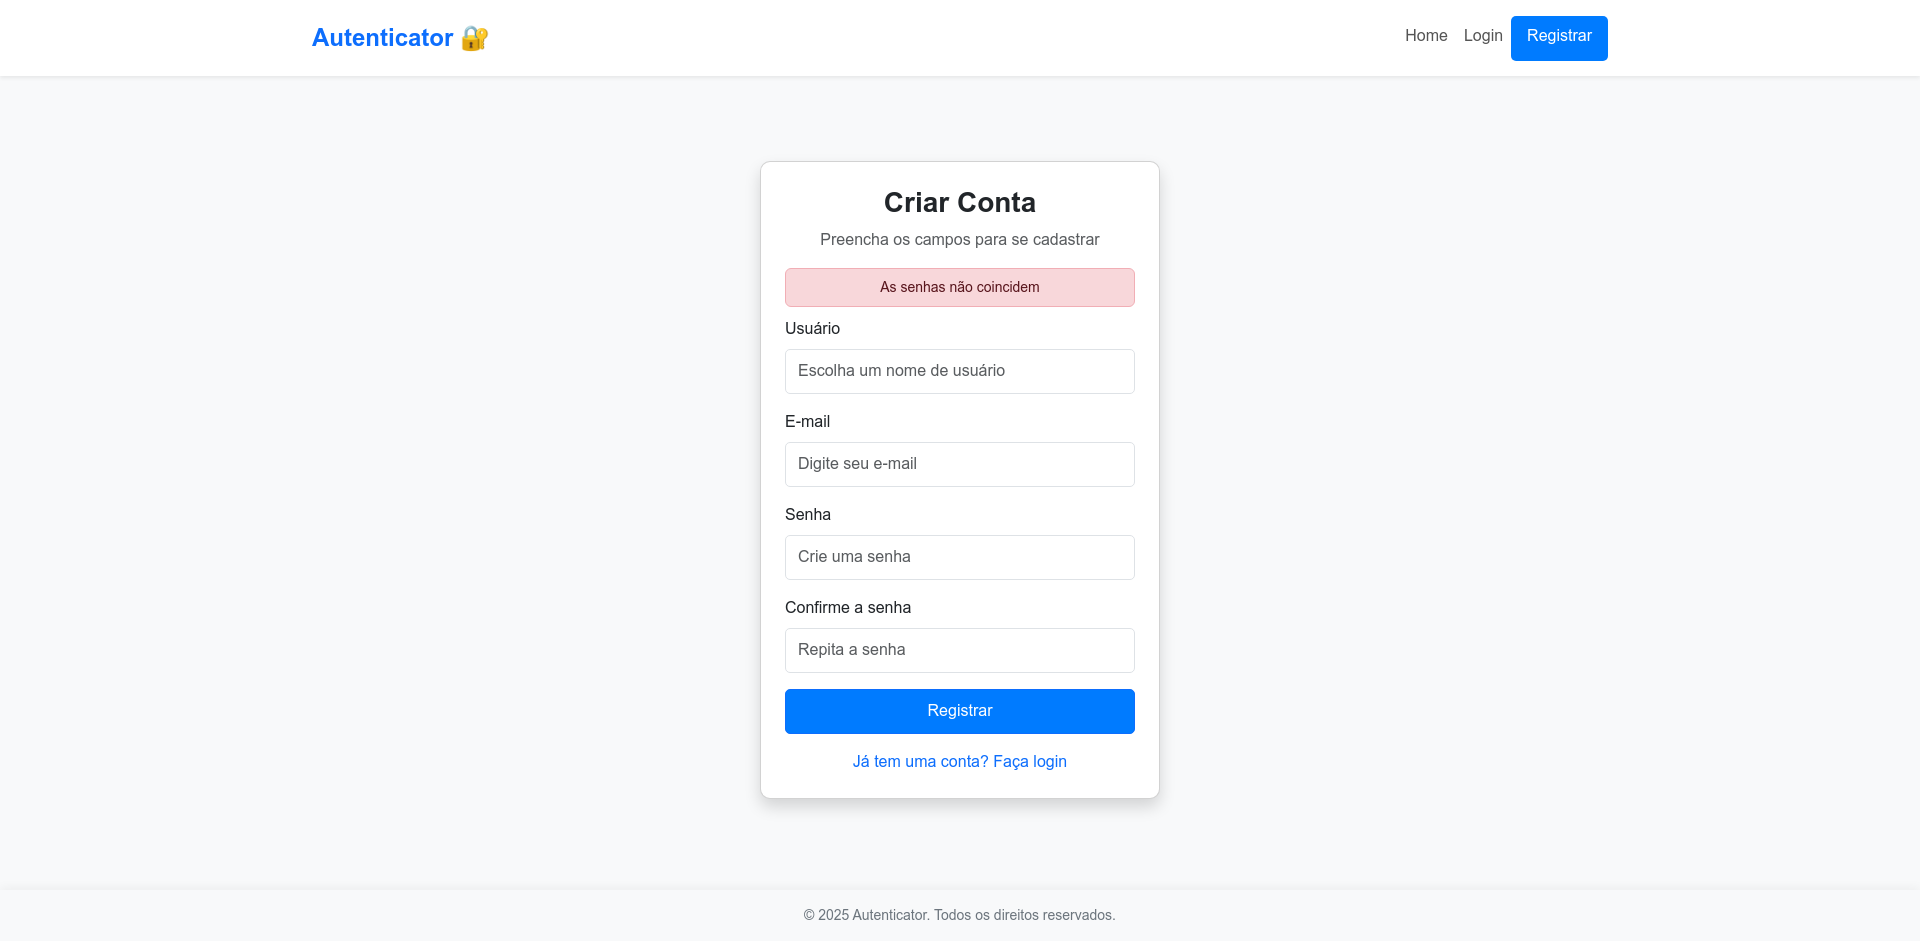 Autenticator 🔐
Home Login Registrar
Criar Conta
Preencha os campos para se cadastrar
As senhas não coincidem
Usuário
Escolha um nome de usuário
E-mail
Digite seu e-mail
Senha
Crie uma senha
Confirme a senha
Repita a senha
Registrar
Já tem uma conta? Faça login
© 2025 Autenticator. Todos os direitos reservados.